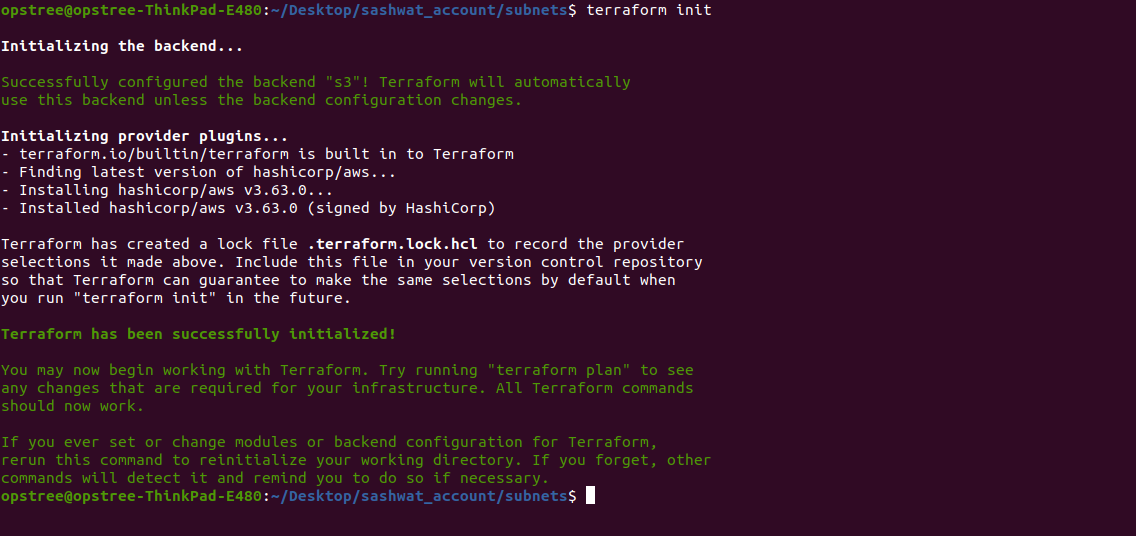 opstree@opstree-ThinkPad-E480:~/Desktop/sashwat_account/subnets$ terraform init
Initializing the backend...
Successfully configured the backend "s3"! Terraform will automatically
use this backend unless the backend configuration changes.
Initializing provider plugins...
- terraform.io/builtin/terraform is built in to Terraform
- Finding latest version of hashicorp/aws...
- Installing hashicorp/aws v3.63.0...
- Installed hashicorp/aws v3.63.0 (signed by HashiCorp)
Terraform has created a lock file .terraform.lock.hcl to record the provider
selections it made above. Include this file in your version control repository
so that Terraform can guarantee to make the same selections by default when
you run "terraform init" in the future.
Terraform has been successfully initialized!
You may now begin working with Terraform. Try running "terraform plan" to see
any changes that are required for your infrastructure. All Terraform commands
should now work.
If you ever set or change modules or backend configuration for Terraform,
rerun this command to reinitialize your working directory. If you forget, other
commands will detect it and remind you to do so if necessary.
opstree@opstree-ThinkPad-E480:~/Desktop/sashwat_account/subnets$